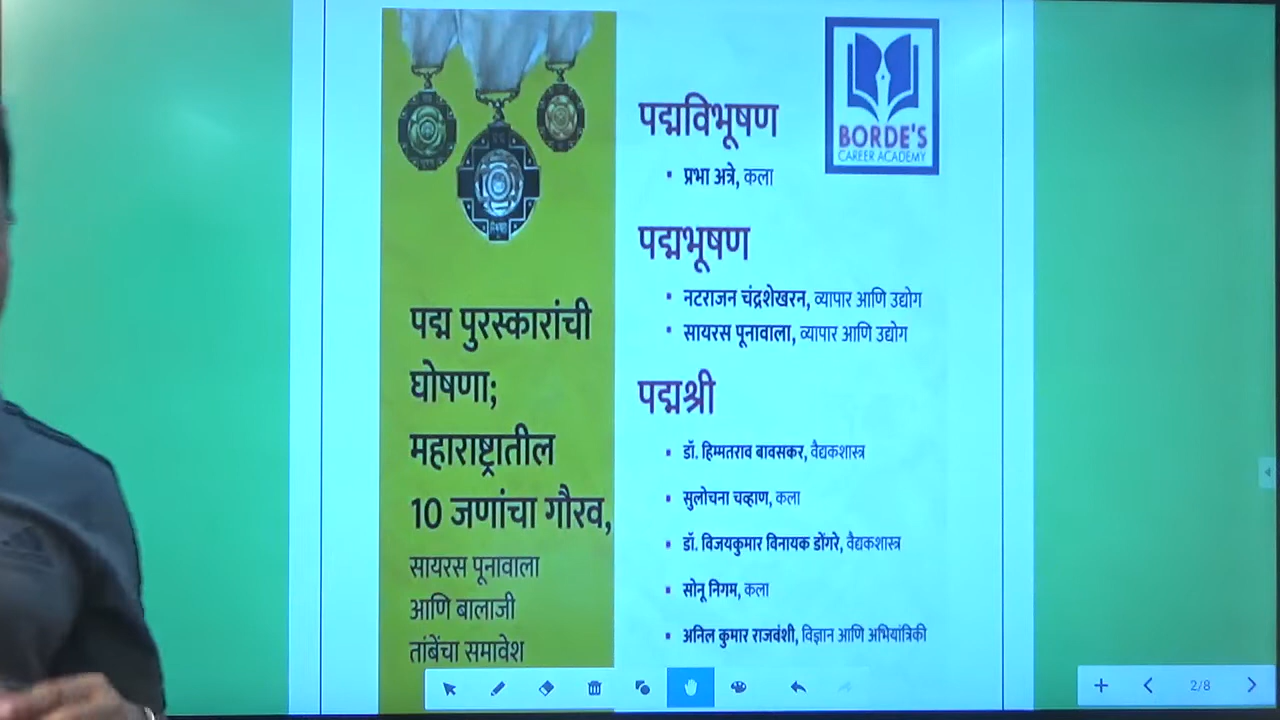 पद्म पुरस्कारांची
घोषणा;
महाराष्ट्रातील
10 जणांचा गौरव,
सायरस पूनावाला
आणि बालाजी
तांबेंचा समावेश
BORDE'S
CAREER ACADEMY
पद्मविभूषण
▪ प्रभा अत्रे, कला
पद्मभूषण
▪ नटराजन चंद्रशेखरन, व्यापार आणि उद्योग
▪ सायरस पूनावाला, व्यापार आणि उद्योग
पद्मश्री
▪ डॉ. हिम्मतराव बावसकर, वैद्यकशास्त्र
▪ सुलोचना चव्हाण, कला
▪ डॉ. विजयकुमार विनायक डोंगरे, वैद्यकशास्त्र
▪ सोनू निगम, कला
▪ अनिल कुमार राजवंशी, विज्ञान आणि अभियांत्रिकी
2/8